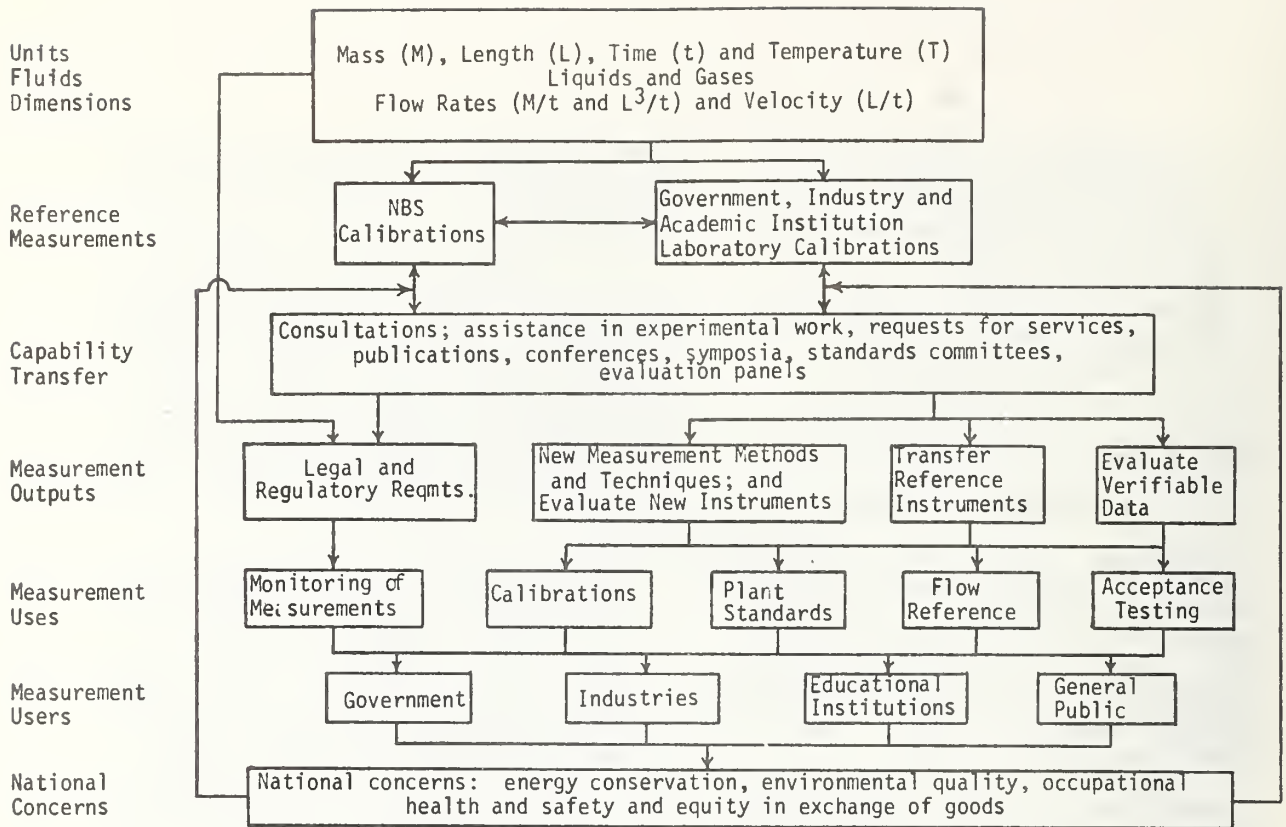 Units
Fluids
Dimensions
Mass (M), Length (L), Time (t) and Temperature (T)
Liquids and Gases
Flow Rates (M/t and L³/t) and Velocity (L/t)
Reference
Measurements
NBS
Calibrations
Government, Industry and
Academic Institution
Laboratory Calibrations
Capability
Transfer
Consultations; assistance in experimental work, requests for services,
publications, conferences, symposia, standards committees,
evaluation panels
Measurement
Outputs
Legal and
Regulatory Reqmts.
New Measurement Methods
and Techniques; and
Evaluate New Instruments
Transfer
Reference
Instruments
Evaluate
Verifiable
Data
Measurement
Uses
Monitoring of
Measurements
Calibrations
Plant
Standards
Flow
Reference
Acceptance
Testing
Measurement
Users
Government
Industries
Educational
Institutions
General
Public
National
Concerns
National concerns: energy conservation, environmental quality, occupational
health and safety and equity in exchange of goods